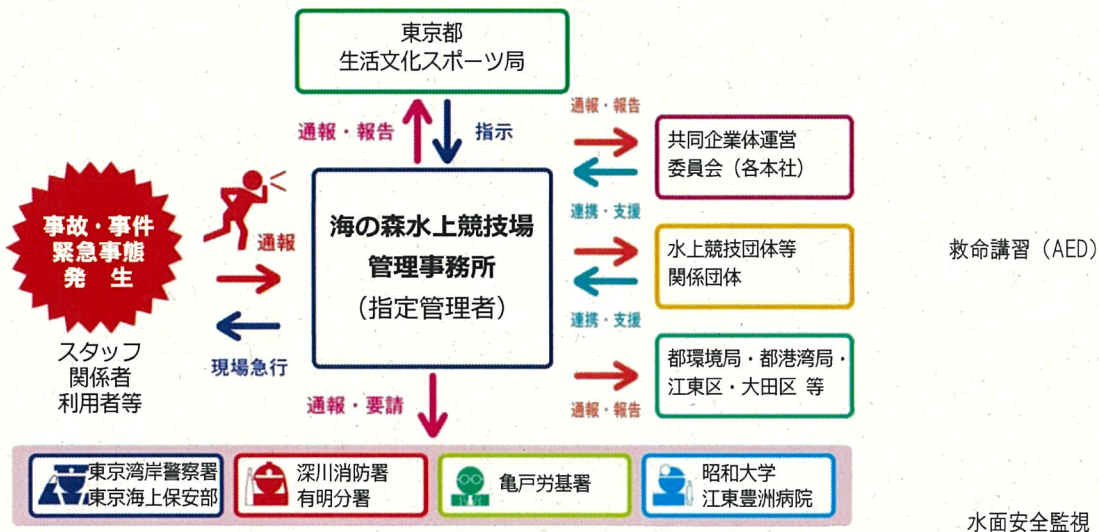 東京都
生活文化スポーツ局
通報・報告
指示
通報・報告
共同企業体運営
委員会（各本社）
連携・支援
事故・事件
緊急事態
発　生
通報
海の森水上競技場
管理事務所
（指定管理者）
水上競技団体等
関係団体
連携・支援
救命講習（AED）
スタッフ
関係者
利用者等
現場急行
通報・要請
都環境局・都港湾局・
江東区・大田区 等
通報・報告
東京湾岸警察署
東京海上保安部
深川消防署
有明分署
亀戸労基署
昭和大学
江東豊洲病院
水面安全監視